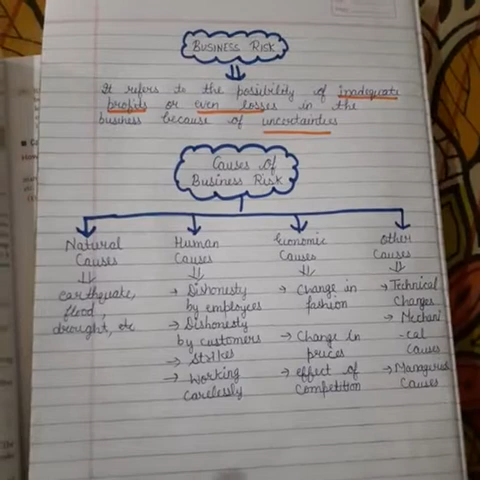 BUSINESS RISK
It refers to the possibility of inadequate
profits or even losses in the
business because of uncertainties
Causes of
Business Risk
Natural
Causes
earthquake,
flood,
drought, etc
Human
Causes
→ Dishonesty
by employees
→ Dishonesty
by customers
→ Strikes
→ Working
carelessly
Economic
Causes
→ Change in
fashion
→ Change in
prices
→ effect of
competition
Other
Causes
→ Technical
Changes
→ Mechani
-cal
Causes
→ Managerial
Causes